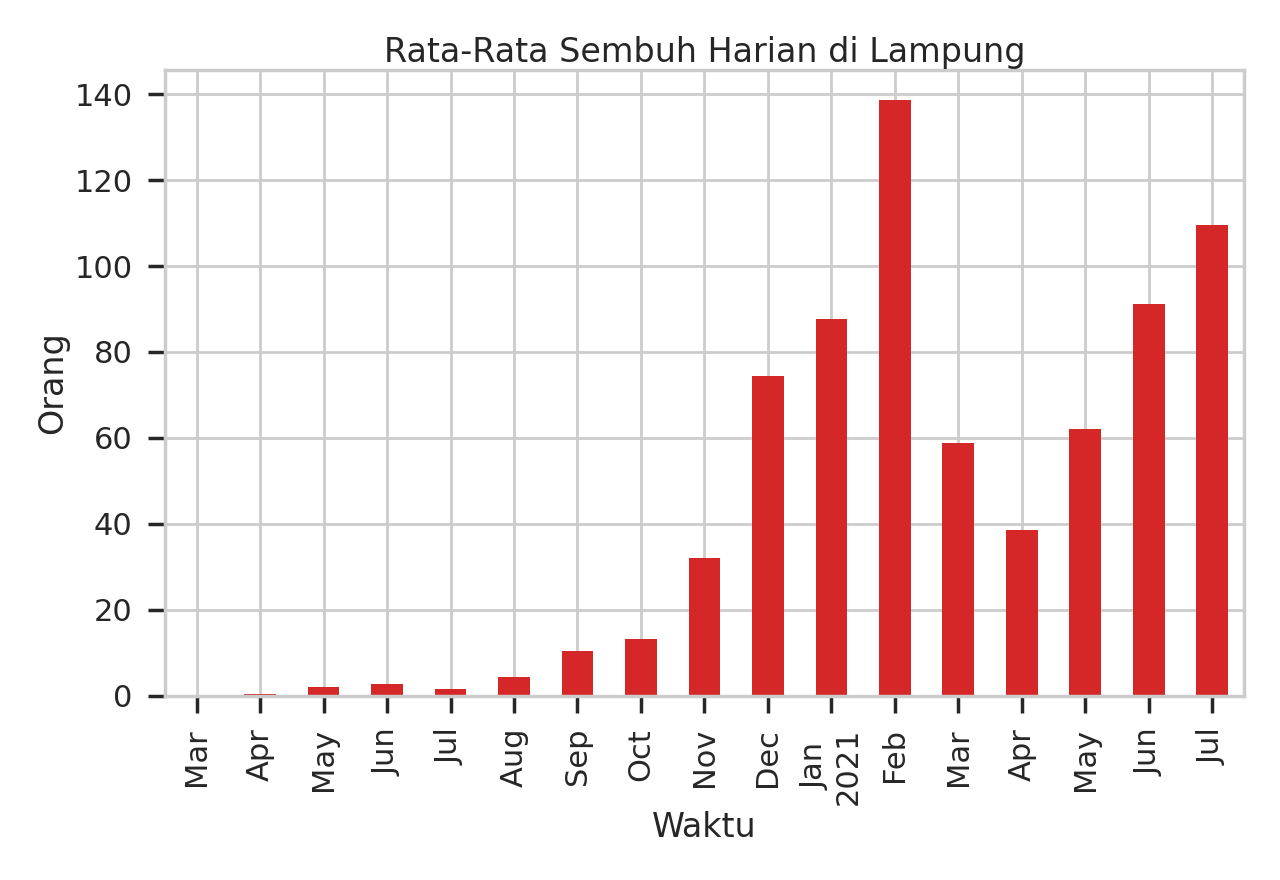 Rata-Rata Sembuh Harian di Lampung
140
120
100
80
60
40
20
0
Orang
Mar
Apr
May
Jun
Jul
Aug
Sep
Oct
Nov
Dec
Jan
2021
Feb
Mar
Apr
May
Jun
Jul
Waktu